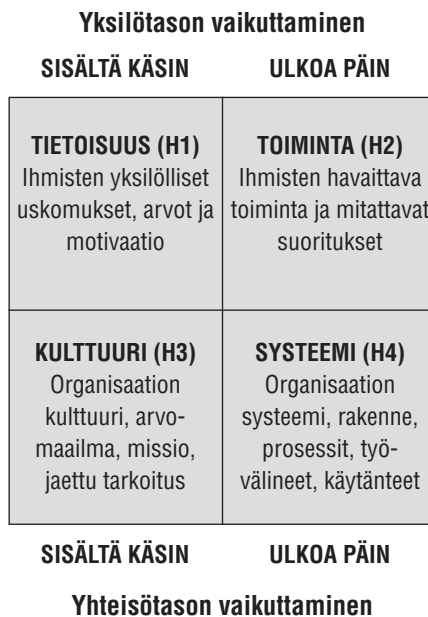 Yksilötason vaikuttaminen
SISÄLTÄ KÄSIN ULKOA PÄIN
TIETOISUUS (H1)
Ihmisten yksilölliset
uskomukset, arvot ja
motivaatio
TOIMINTA (H2)
Ihmisten havaittava
toiminta ja mitattavat
suoritukset
KULTTUURI (H3)
Organisaation
kulttuuri, arvo-
maailma, missio,
jaettu tarkoitus
SYSTEEMI (H4)
Organisaation
systeemi, rakenne,
prosessit, työ-
välineet, käytänteet
SISÄLTÄ KÄSIN ULKOA PÄIN
Yhteisötason vaikuttaminen